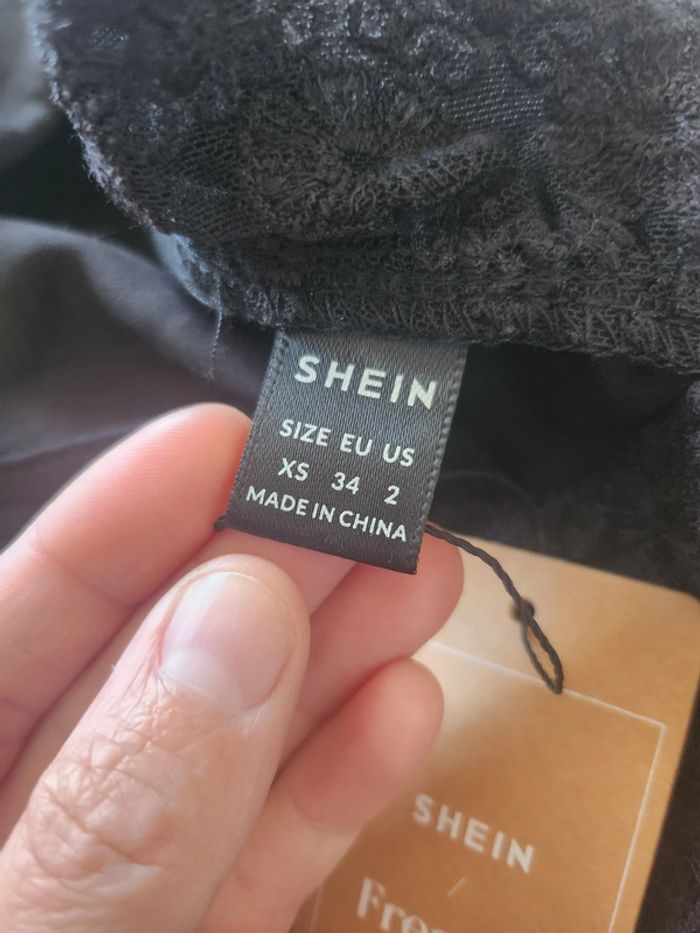 SHEIN
SIZE EU US
XS 34 2
MADE IN CHINA
SHEIN